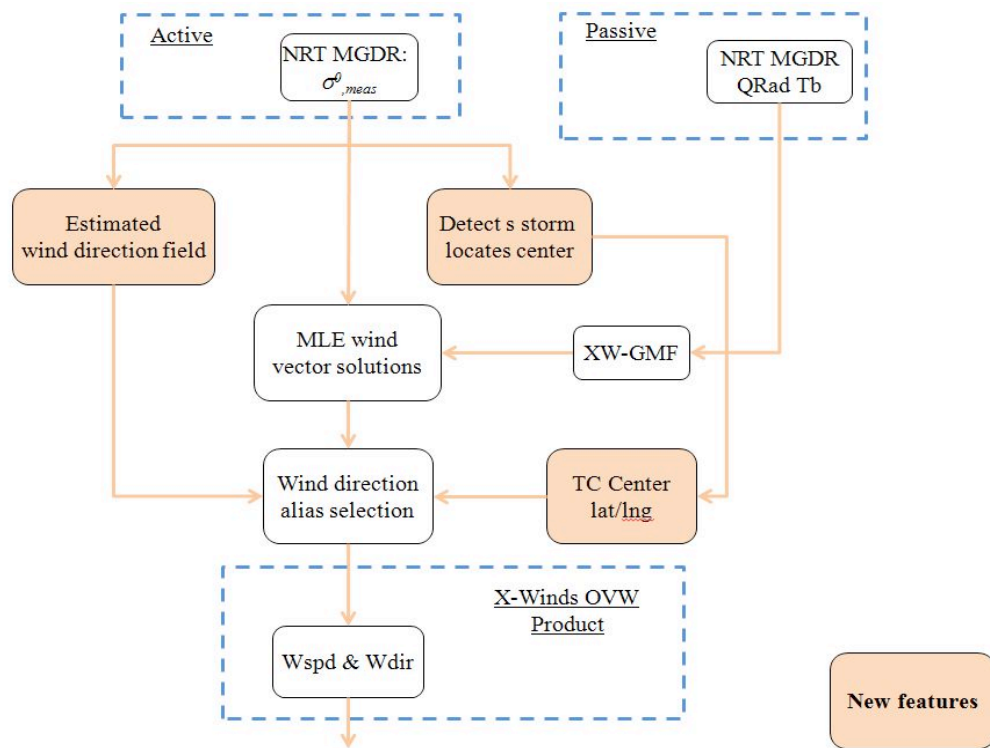 Active
NRT MGDR:
σ⁰,meas
Passive
NRT MGDR
QRad Tb
Estimated
wind direction field
Detect s storm
locates center
MLE wind
vector solutions
XW-GMF
Wind direction
alias selection
TC Center
lat/lng
X-Winds OVW
Product
Wspd & Wdir
New features